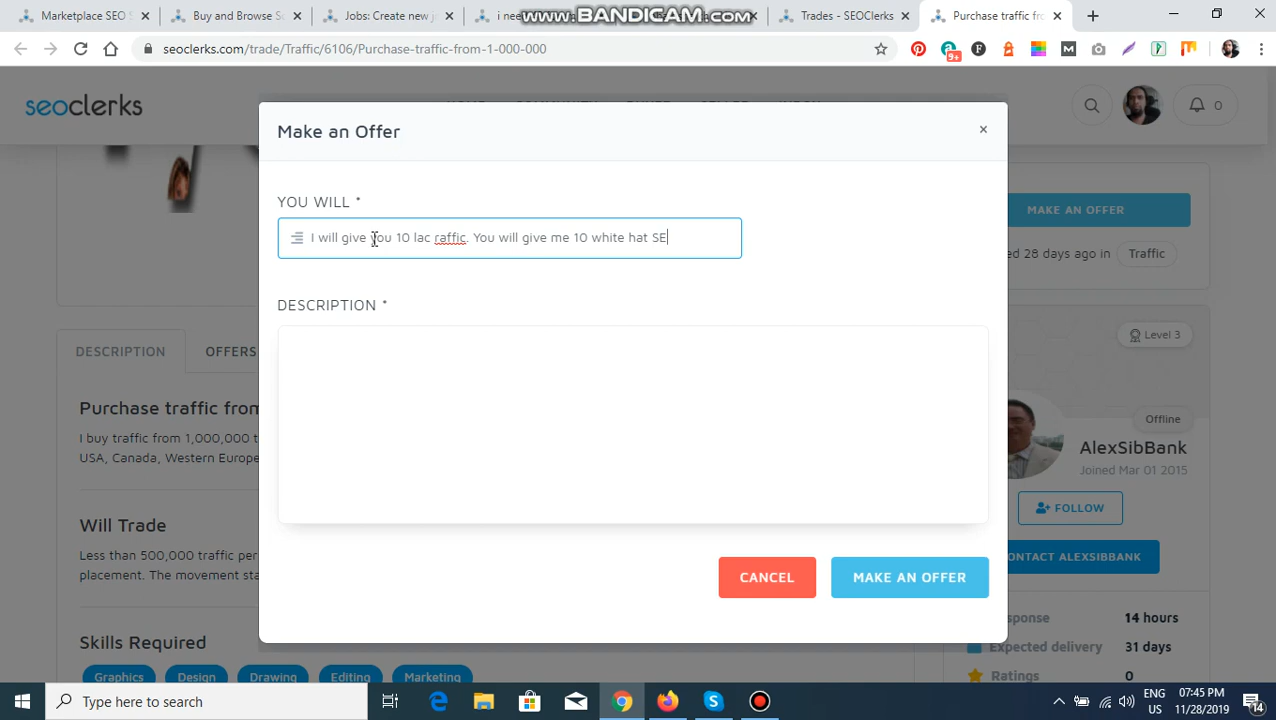 Marketplace SEO S
Buy and Browse S
Jobs: Create new j
i nee
www.BANDICAM.com
Trades - SEOClerks
Purchase traffic fr
seoclerks.com/trade/Traffic/6106/Purchase-traffic-from-1-000-000
9+
seoclerks
0
Make an Offer
×
YOU WILL *
I will give you 10 lac raffic. You will give me 10 white hat SE
MAKE AN OFFER
ed 28 days ago in
Traffic
DESCRIPTION *
Level 3
DESCRIPTION
OFFERS
Purchase traffic from
I buy traffic from 1,000,000 t
USA, Canada, Western Europe
Offline
AlexSibBank
Joined Mar 01 2015
FOLLOW
Will Trade
Less than 500,000 traffic per
placement. The movement sta
ONTACT ALEXSIBBANK
CANCEL
MAKE AN OFFER
Skills Required
Graphics
Design
Drawing
Editing
Marketing
sponse
14 hours
Expected delivery
31 days
Ratings
0
Type here to search
ENG
US
07:45 PM
11/28/2019
14